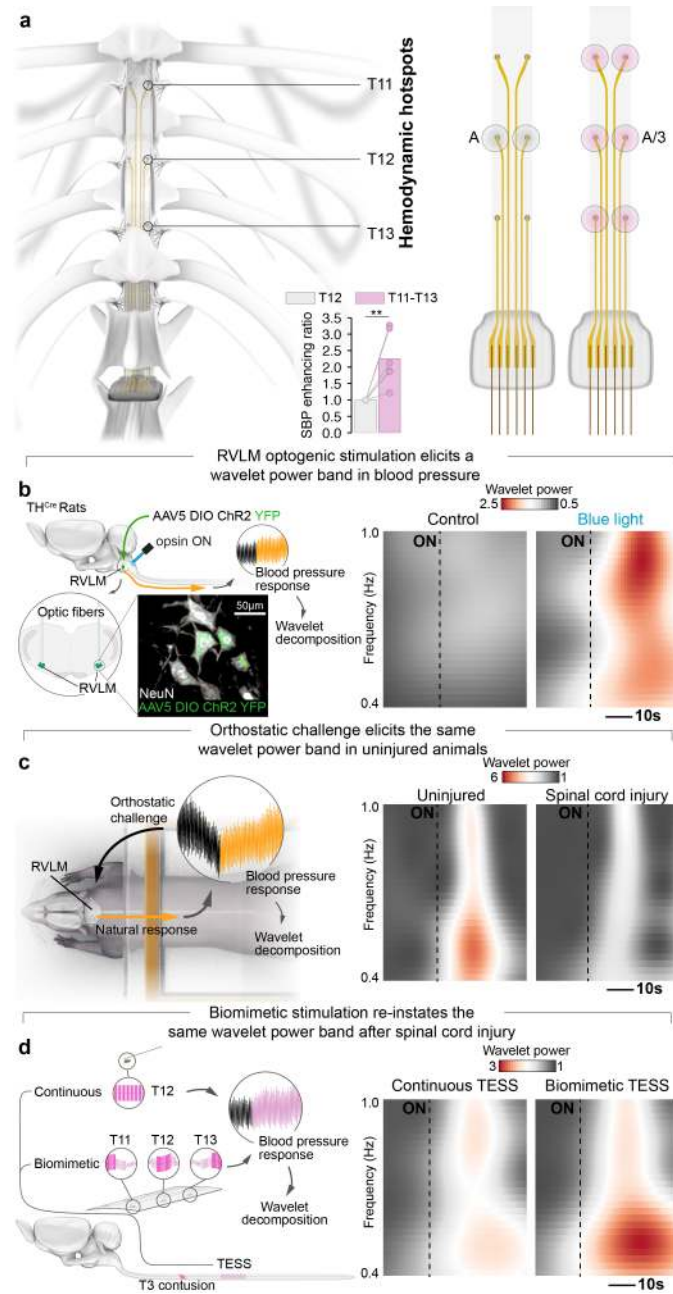 a
T11
T12
T13
Hemodynamic hotspots
A
A/3
T12
T11-T13
**
SBP enhancing ratio
3.5
3.0
2.5
2.0
1.5
1.0
0.5
0.0
RVLM optogenic stimulation elicits a
wavelet power band in blood pressure
b
THCre Rats
AAV5 DIO ChR2 YFP
opsin ON
RVLM
Blood pressure
response
Wavelet
decomposition
Optic fibers
RVLM
50µm
NeuN
AAV5 DIO ChR2 YFP
Wavelet power
2.5
0.5
Control
Blue light
ON
ON
1.0
Frequency (Hz)
0.4
10s
Orthostatic challenge elicits the same
wavelet power band in uninjured animals
c
Orthostatic
challenge
RVLM
Natural response
Blood pressure
response
Wavelet
decomposition
Wavelet power
6
1
Uninjured
Spinal cord injury
ON
ON
1.0
Frequency (Hz)
0.4
10s
Biomimetic stimulation re-instates the
same wavelet power band after spinal cord injury
d
Continuous
T12
T11
T12
T13
Biomimetic
Blood pressure
response
Wavelet
decomposition
TESS
T3 contusion
Wavelet power
3
1
Continuous TESS
Biomimetic TESS
ON
ON
1.0
Frequency (Hz)
0.4
10s